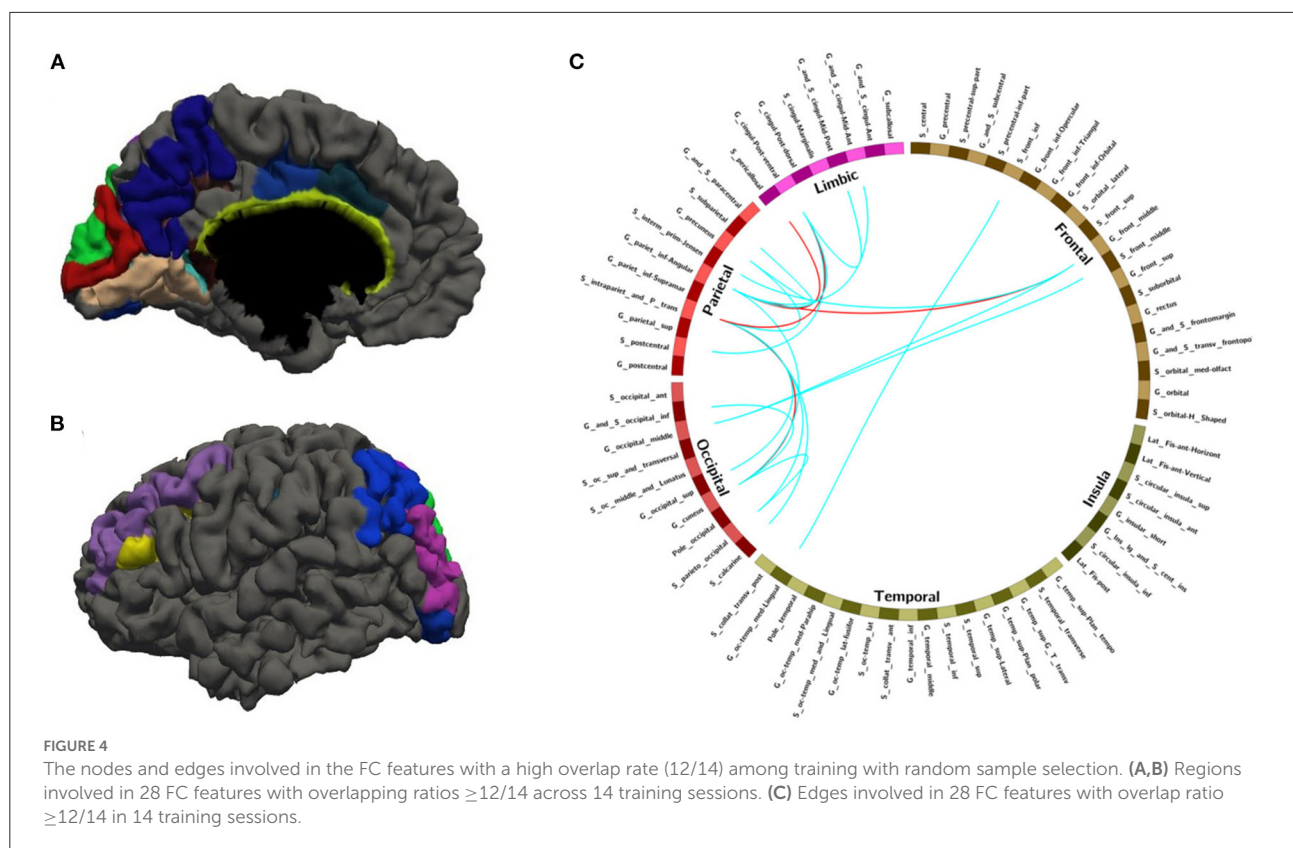 A
C
B
G_and_S_paracentral
S_subparietal
G_precuneus
S_interm_prim-Jensen
G_pariet_inf-Angular
G_pariet_inf-Supramar
S_intrapariet_and_P_trans
G_parietal_sup
S_postcentral
G_postcentral
Parietal
S_pericallosal
G_cingul-Post-ventral
G_cingul-Post-dorsal
S_cingul-Marginalis
G_and_S_cingul-Mid-Post
G_and_S_cingul-Mid-Ant
G_and_S_cingul-Ant
G_subcallosal
Limbic
S_central
G_precentral
S_precentral-sup-part
G_and_S_subcentral
S_precentral-inf-part
S_front_inf
G_front_inf-Opercular
G_front_inf-Triangul
G_front_inf-Orbital
S_orbital_lateral
S_front_sup
G_front_middle
S_front_middle
G_front_sup
S_suborbital
G_rectus
G_and_S_frontomargin
G_and_S_transv_frontopo
S_orbital_med-olfact
G_orbital
S_orbital-H_Shaped
Frontal
Lat_Fis-ant-Horizont
Lat_Fis-ant-Vertical
S_circular_insula_sup
S_circular_insula_ant
G_insular_short
G_Ins_lg_and_S_cent_ins
S_circular_insula_inf
Lat_Fis-post
Insula
G_temp_sup-Plan_tempo
S_temporal_transverse
G_temp_sup-G_T_transv
G_temp_sup-Plan_polar
G_temp_sup-Lateral
S_temporal_sup
S_temporal_inf
G_temporal_middle
G_temporal_inf
S_collat_transv_ant
S_oc-temp_lat
G_oc-temp_lat-fusifor
S_oc-temp_med_and_Lingual
G_oc-temp_med-Parahip
Pole_temporal
G_oc-temp_med-Lingual
S_collat_transv_post
Temporal
S_calcarine
S_parieto_occipital
Pole_occipital
G_cuneus
G_occipital_sup
S_oc_middle_and_Lunatus
S_oc_sup_and_transversal
G_occipital_middle
G_and_S_occipital_inf
S_occipital_ant
Occipital
FIGURE 4
The nodes and edges involved in the FC features with a high overlap rate (12/14) among training with random sample selection. (A,B) Regions
involved in 28 FC features with overlapping ratios ≥12/14 across 14 training sessions. (C) Edges involved in 28 FC features with overlap ratio
≥12/14 in 14 training sessions.